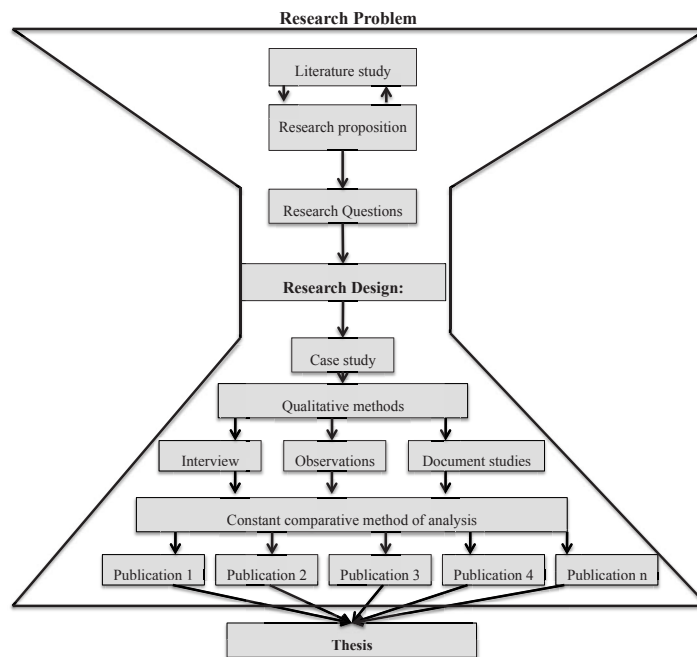 Research Problem
Literature study
Research proposition
Research Questions
Research Design:
Case study
Qualitative methods
Interview
Observations
Document studies
Constant comparative method of analysis
Publication 1
Publication 2
Publication 3
Publication 4
Publication n
Thesis